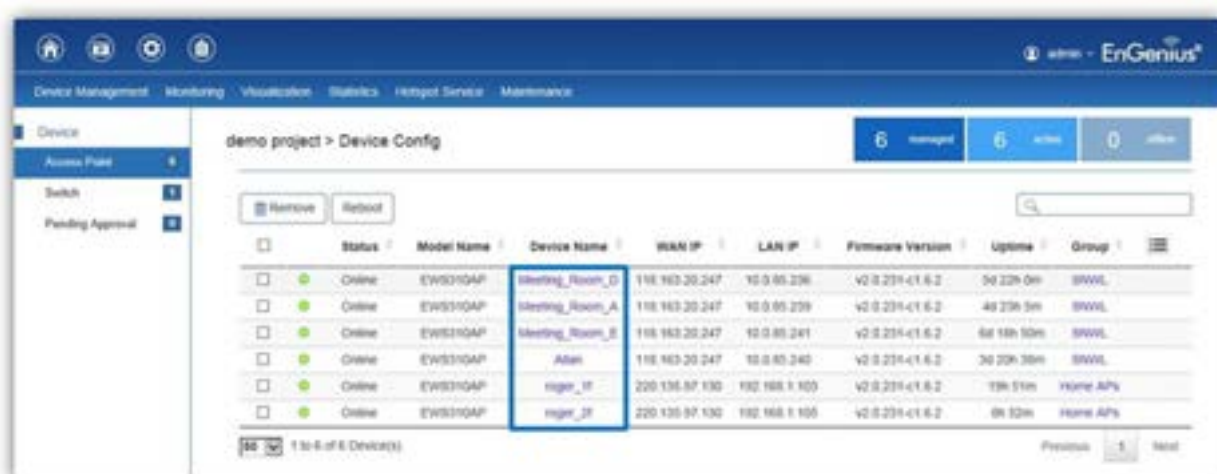 admin EnGenius®
Device Management Monitoring Visualization Statistics Hotspot Service Maintenance
Device
Access Point 6
Switch
Pending Approval
demo project > Device Config
6 managed 6 active 0 offline
Remove Reboot
Status Model Name Device Name WAN IP LAN IP Firmware Version Uptime Group
Online EWS310AP Meeting_Room_D 118.163.20.247 10.0.85.236 v2.0.231-c1.6.2 5d 22h 0m
Online EWS310AP Meeting_Room_A 118.163.20.247 10.0.85.239 v2.0.231-c1.6.2 4d 23h 5m
Online EWS310AP Meeting_Room_E 118.163.20.247 10.0.85.241 v2.0.231-c1.6.2 6d 18h 50m
Online EWS310AP Allan 118.163.20.247 10.0.85.240 v2.0.231-c1.6.2 3d 20h 38m
Online EWS310AP roger_1F 220.135.97.130 192.168.1.103 v2.0.231-c1.6.2 19h 51m Home APs
Online EWS310AP roger_2F 220.135.97.130 192.168.1.105 v2.0.231-c1.6.2 Home APs
1 to 6 of 6 Device(s) Previous 1 Next